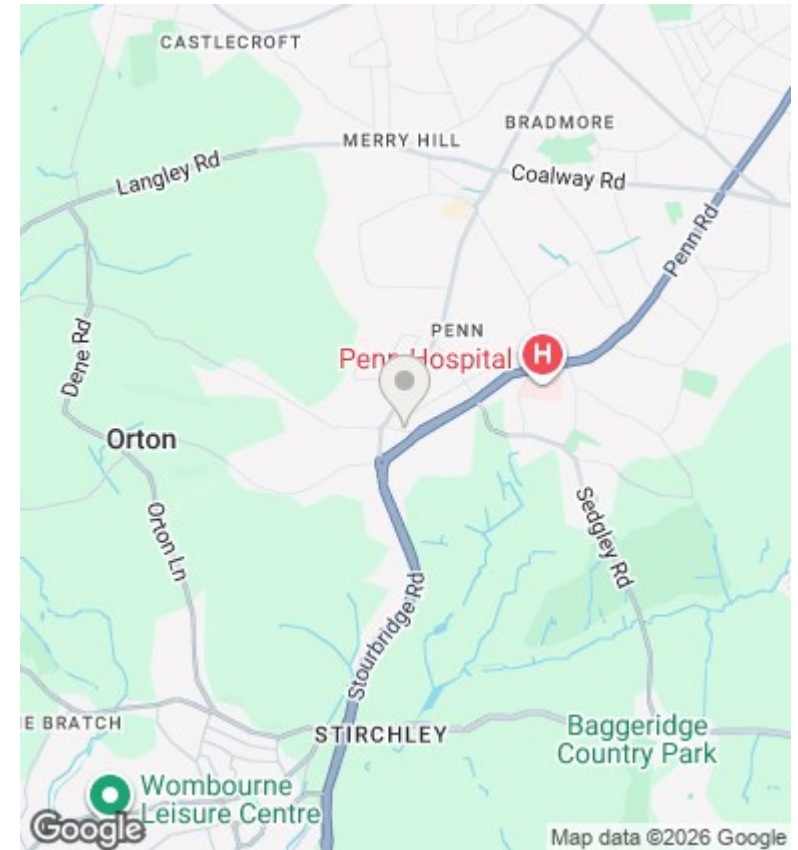 CASTLECROFT
BRADMORE
MERRY HILL
Langley Rd
Coalway Rd
Penn Rd
PENN
Penn Hospital
H
Dene Rd
Orton
Orton Ln
Sedgley Rd
Stourbridge Rd
E BRATCH
STIRCHLEY
Baggeridge
Country Park
Wombourne
Leisure Centre
Google
Map data ©2026 Google